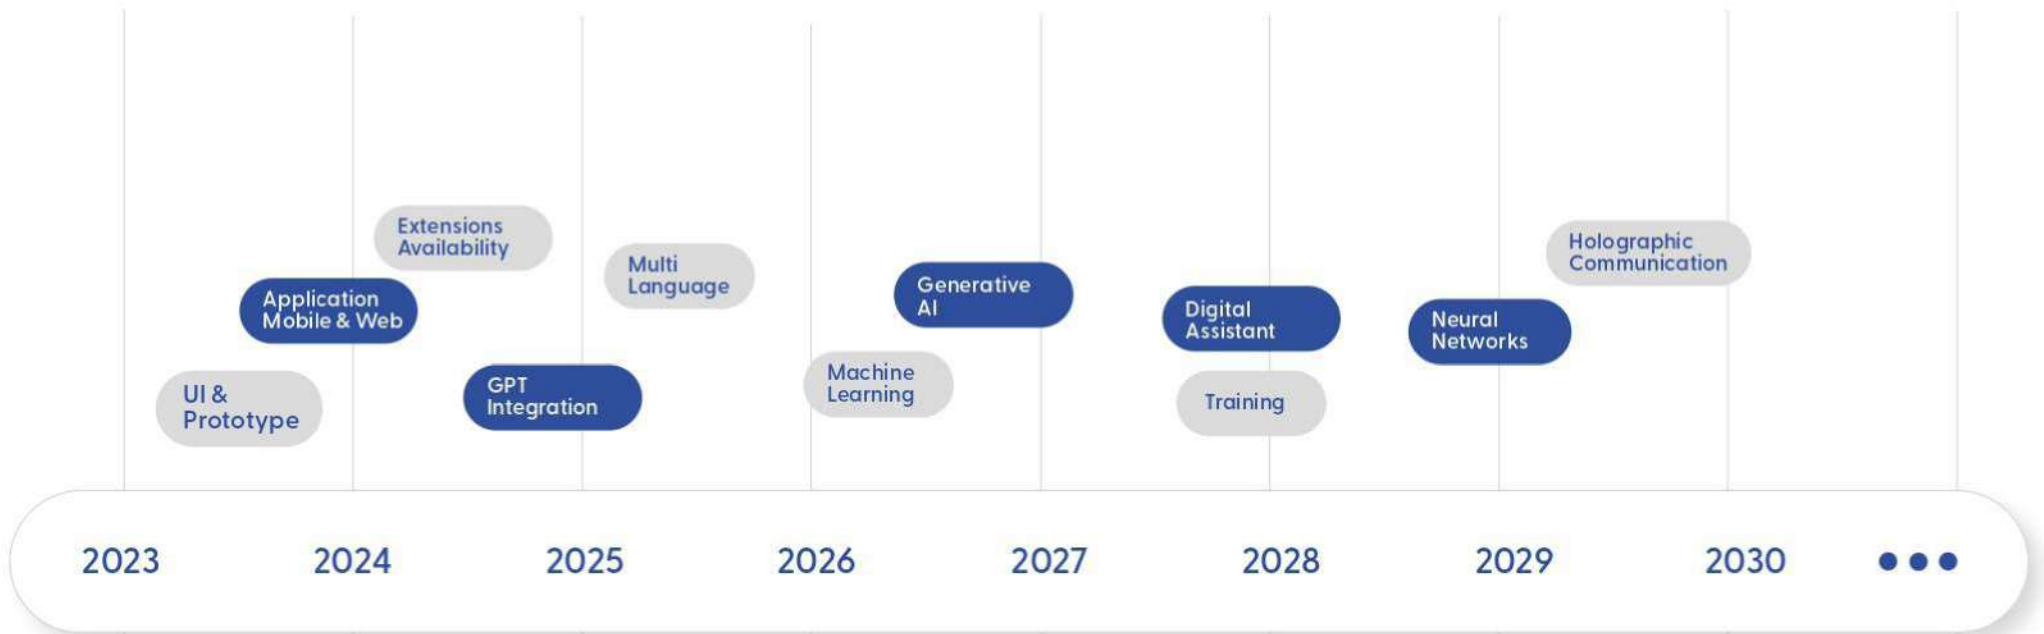 Extensions
Availability
Holographic
Communication
Multi
Language
Generative
AI
Application
Mobile & Web
Digital
Assistant
Neural
Networks
Machine
Learning
GPT
Integration
UI &
Prototype
Training
2023
2024
2025
2026
2027
2028
2029
2030